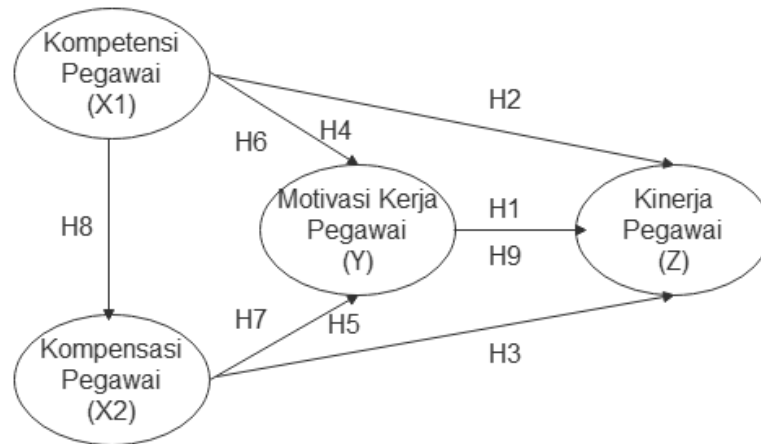 Kompetensi
Pegawai
(X1)
H2
H4
H6
Motivasi Kerja
Pegawai
(Y)
H1
Kinerja
Pegawai
(Z)
H8
H9
H7
H5
Kompensasi
Pegawai
(X2)
H3